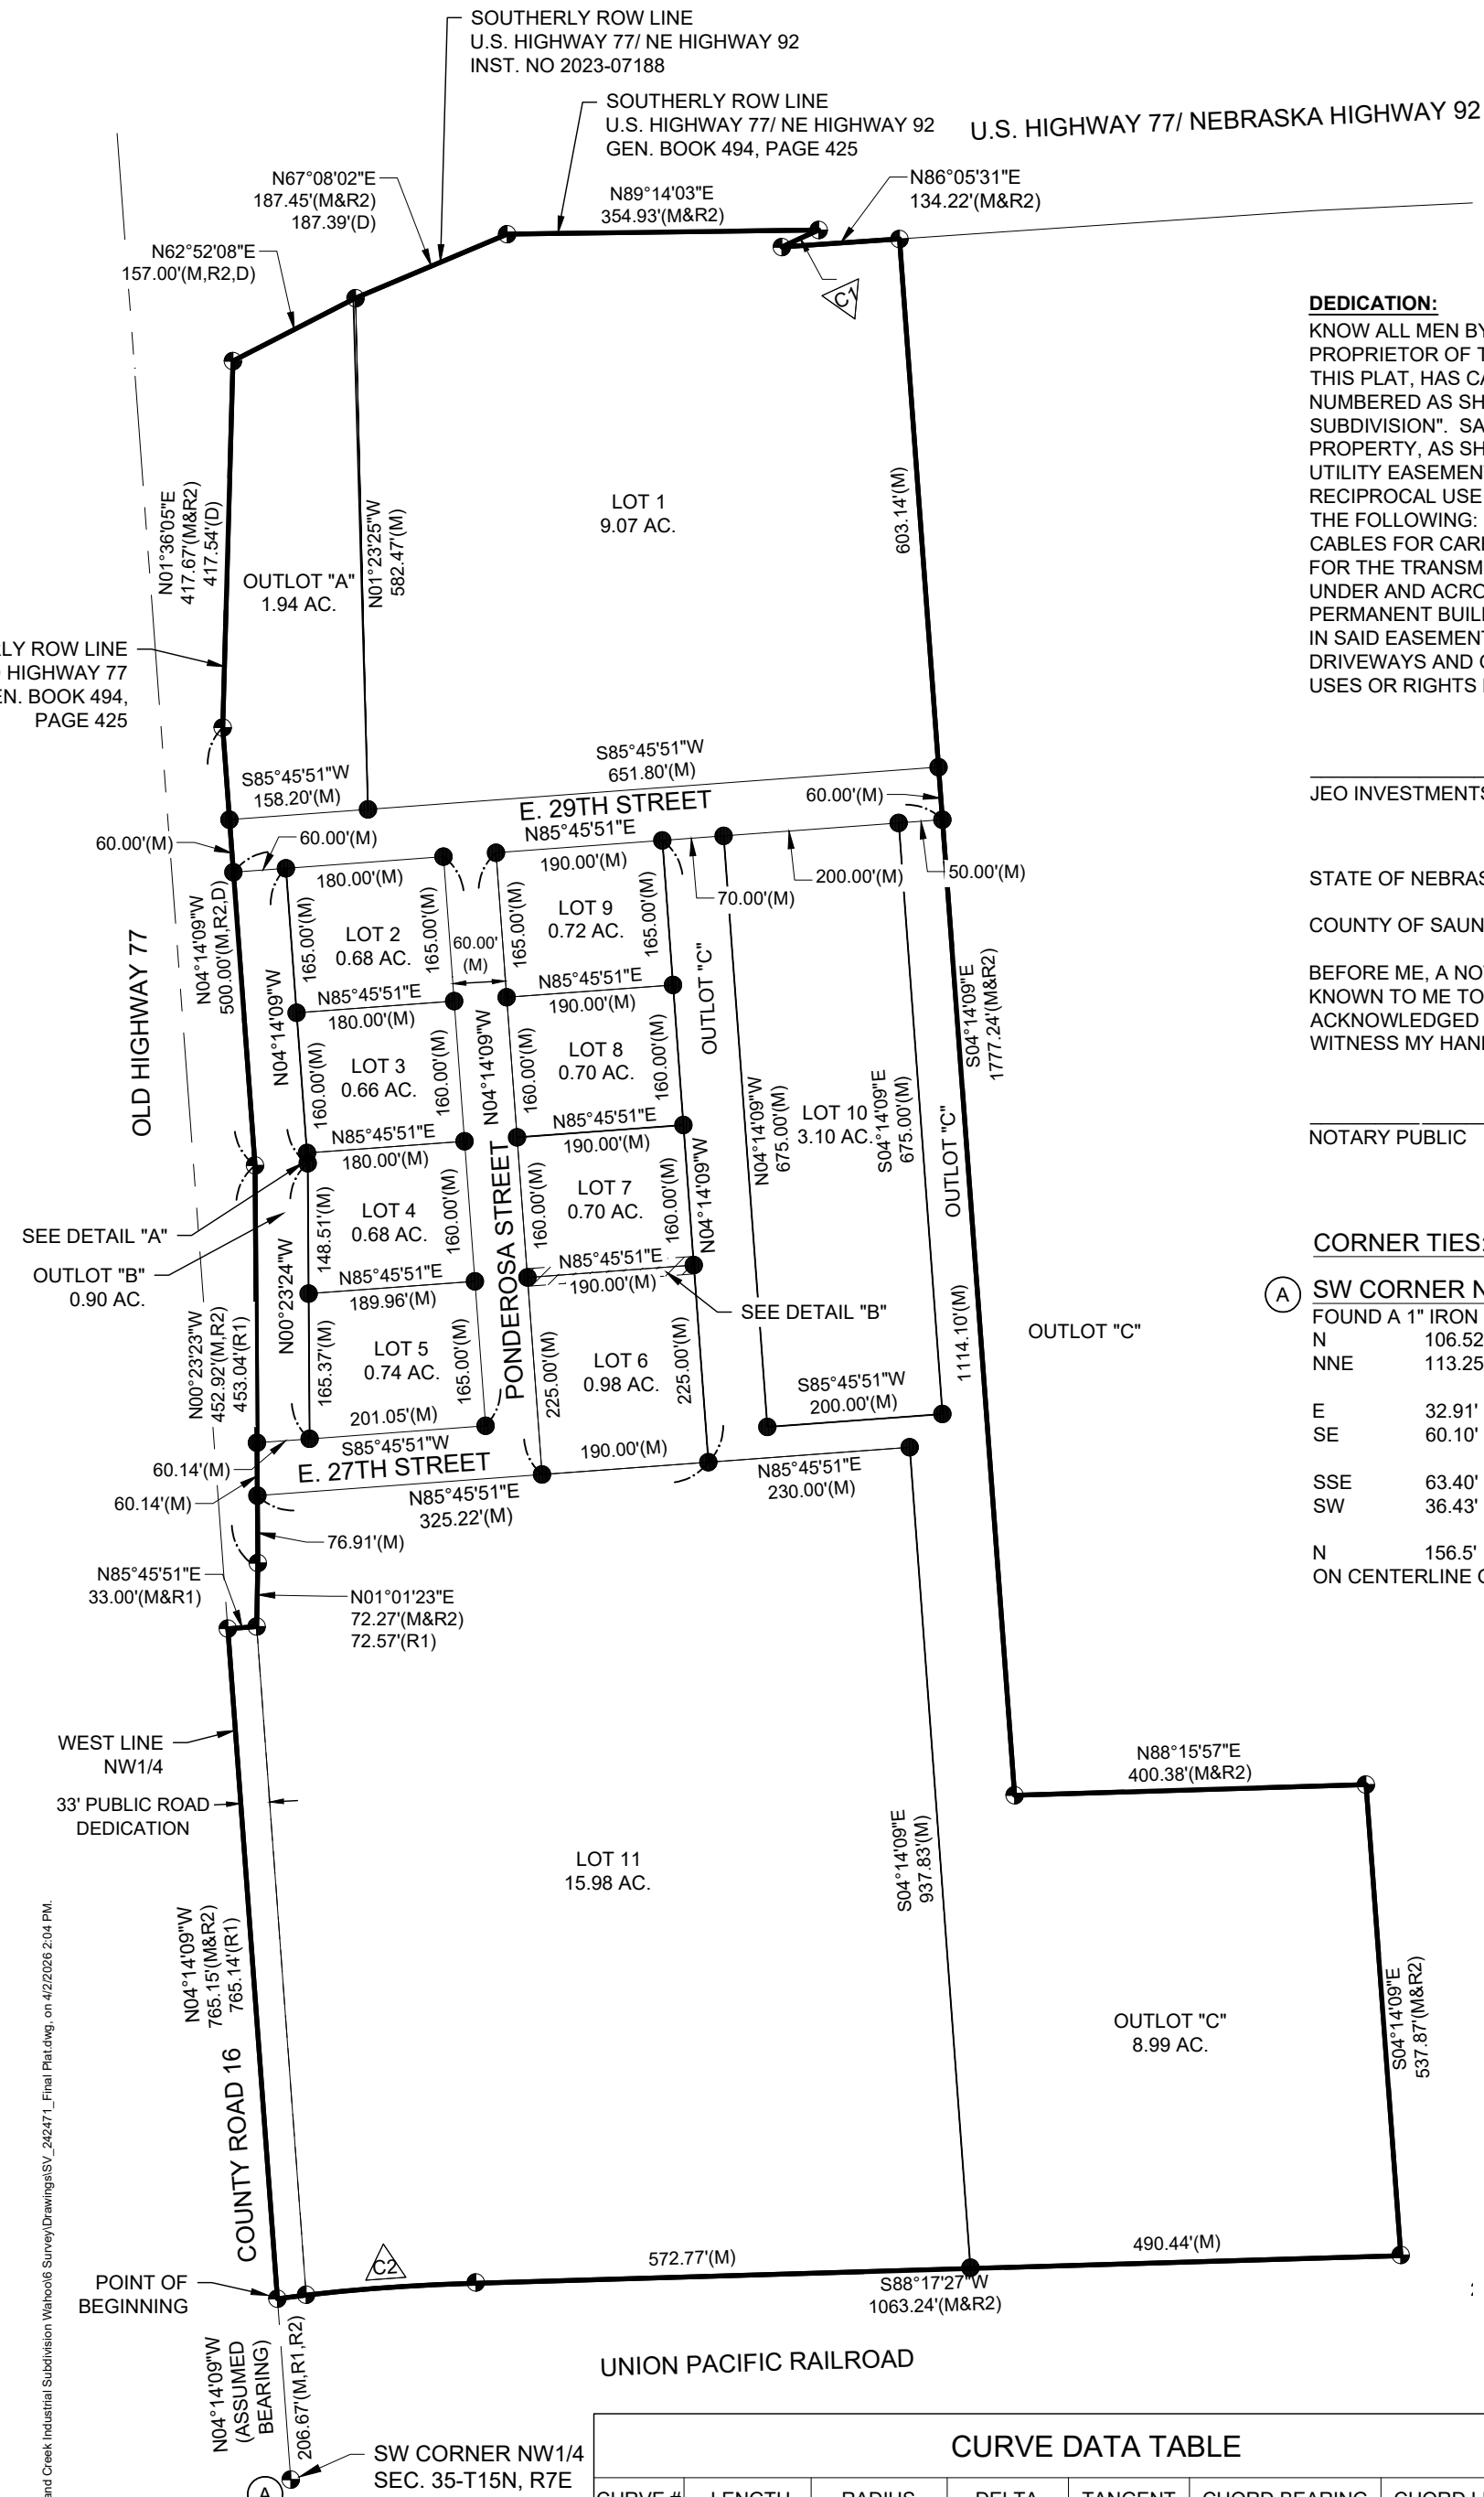 SOUTHERLY ROW LINE
U.S. HIGHWAY 77/ NE HIGHWAY 92
INST. NO 2023-07188
SOUTHERLY ROW LINE
U.S. HIGHWAY 77/ NE HIGHWAY 92
GEN. BOOK 494, PAGE 425
U.S. HIGHWAY 77/ NEBRASKA HIGHWAY 92
N67°08'02"E
187.45'(M&R2)
187.39'(D)
N89°14'03"E
354.93'(M&R2)
N86°05'31"E
134.22'(M&R2)
N62°52'08"E
157.00'(M,R2,D)
C1
DEDICATION:
KNOW ALL MEN BY
PROPRIETOR OF T
THIS PLAT, HAS CA
NUMBERED AS SH
SUBDIVISION".  SA
PROPERTY, AS SH
UTILITY EASEMEN
RECIPROCAL USE
THE FOLLOWING:
CABLES FOR CARR
FOR THE TRANSM
UNDER AND ACRO
PERMANENT BUIL
IN SAID EASEMENT
DRIVEWAYS AND O
USES OR RIGHTS
LOT 1
9.07 AC.
603.14'(M)
N01°36'05"E
417.67'(M&R2)
417.54'(D)
OUTLOT "A"
1.94 AC.
N01°23'25"W
582.47'(M)
LY ROW LINE
HIGHWAY 77
EN. BOOK 494,
PAGE 425
S85°45'51"W
158.20'(M)
S85°45'51"W
651.80'(M)
E. 29TH STREET
60.00'(M)
JEO INVESTMENTS
60.00'(M)
60.00'(M)
N85°45'51"E
190.00'(M)
180.00'(M)
70.00'(M)
200.00'(M)
50.00'(M)
STATE OF NEBRAS
COUNTY OF SAUN
BEFORE ME, A NO
KNOWN TO ME TO
ACKNOWLEDGED
WITNESS MY HAN
NOTARY PUBLIC
OLD HIGHWAY 77
N04°14'09"W
500.00'(M,R2,D)
N04°14'09"W
165.00'(M)
LOT 2
0.68 AC.
165.00'(M)
60.00'
(M)
165.00'(M)
LOT 9
0.72 AC.
165.00'(M)
OUTLOT "C"
S04°14'09"E
1777.24'(M&R2)
N85°45'51"E
180.00'(M)
N85°45'51"E
190.00'(M)
160.00'(M)
LOT 3
0.66 AC.
160.00'(M)
N04°14'09"W
160.00'(M)
LOT 8
0.70 AC.
160.00'(M)
N04°14'09"W
675.00'(M)
LOT 10
3.10 AC.
S04°14'09"E
675.00'(M)
OUTLOT "C"
N85°45'51"E
180.00'(M)
N85°45'51"E
190.00'(M)
SEE DETAIL "A"
OUTLOT "B"
0.90 AC.
148.51'(M)
LOT 4
0.68 AC.
160.00'(M)
PONDEROSA STREET
160.00'(M)
LOT 7
0.70 AC.
160.00'(M)
N04°14'09"W
N00°23'24"W
N85°45'51"E
189.96'(M)
N85°45'51"E
190.00'(M)
SEE DETAIL "B"
OUTLOT "C"
CORNER TIES:
A
SW CORNER N
FOUND A 1" IRON
N 106.52
NNE 113.25
E 32.91'
SE 60.10'
SSE 63.40'
SW 36.43'
N 156.5'
ON CENTERLINE O
N00°23'23"W
452.92'(M,R2)
453.04'(R1)
165.37'(M)
LOT 5
0.74 AC.
165.00'(M)
225.00'(M)
LOT 6
0.98 AC.
225.00'(M)
S85°45'51"W
200.00'(M)
1114.10'(M)
201.05'(M)
S85°45'51"W
E. 27TH STREET
190.00'(M)
60.14'(M)
60.14'(M)
N85°45'51"E
325.22'(M)
N85°45'51"E
230.00'(M)
76.91'(M)
N85°45'51"E
33.00'(M&R1)
N01°01'23"E
72.27'(M&R2)
72.57'(R1)
WEST LINE
NW1/4
33' PUBLIC ROAD
DEDICATION
N88°15'57"E
400.38'(M&R2)
LOT 11
15.98 AC.
S04°14'09"E
937.83'(M)
N04°14'09"W
765.15'(M&R2)
765.14'(R1)
COUNTY ROAD 16
OUTLOT "C"
8.99 AC.
S04°14'09"E
537.87'(M&R2)
and Creek Industrial Subdivision Wahoo\6 Survey\Drawings\SV_242471_Final Plat.dwg, on 4/2/2026 2:04 PM.
C2
572.77'(M)
490.44'(M)
S88°17'27"W
1063.24'(M&R2)
POINT OF
BEGINNING
N04°14'09"W
(ASSUMED
BEARING)
206.67'(M,R1,R2)
UNION PACIFIC RAILROAD
SW CORNER NW1/4
SEC. 35-T15N, R7E
A
CURVE DATA TABLE
CURVE # LENGTH RADIUS DELTA TANGENT CHORD BEARING CHORD